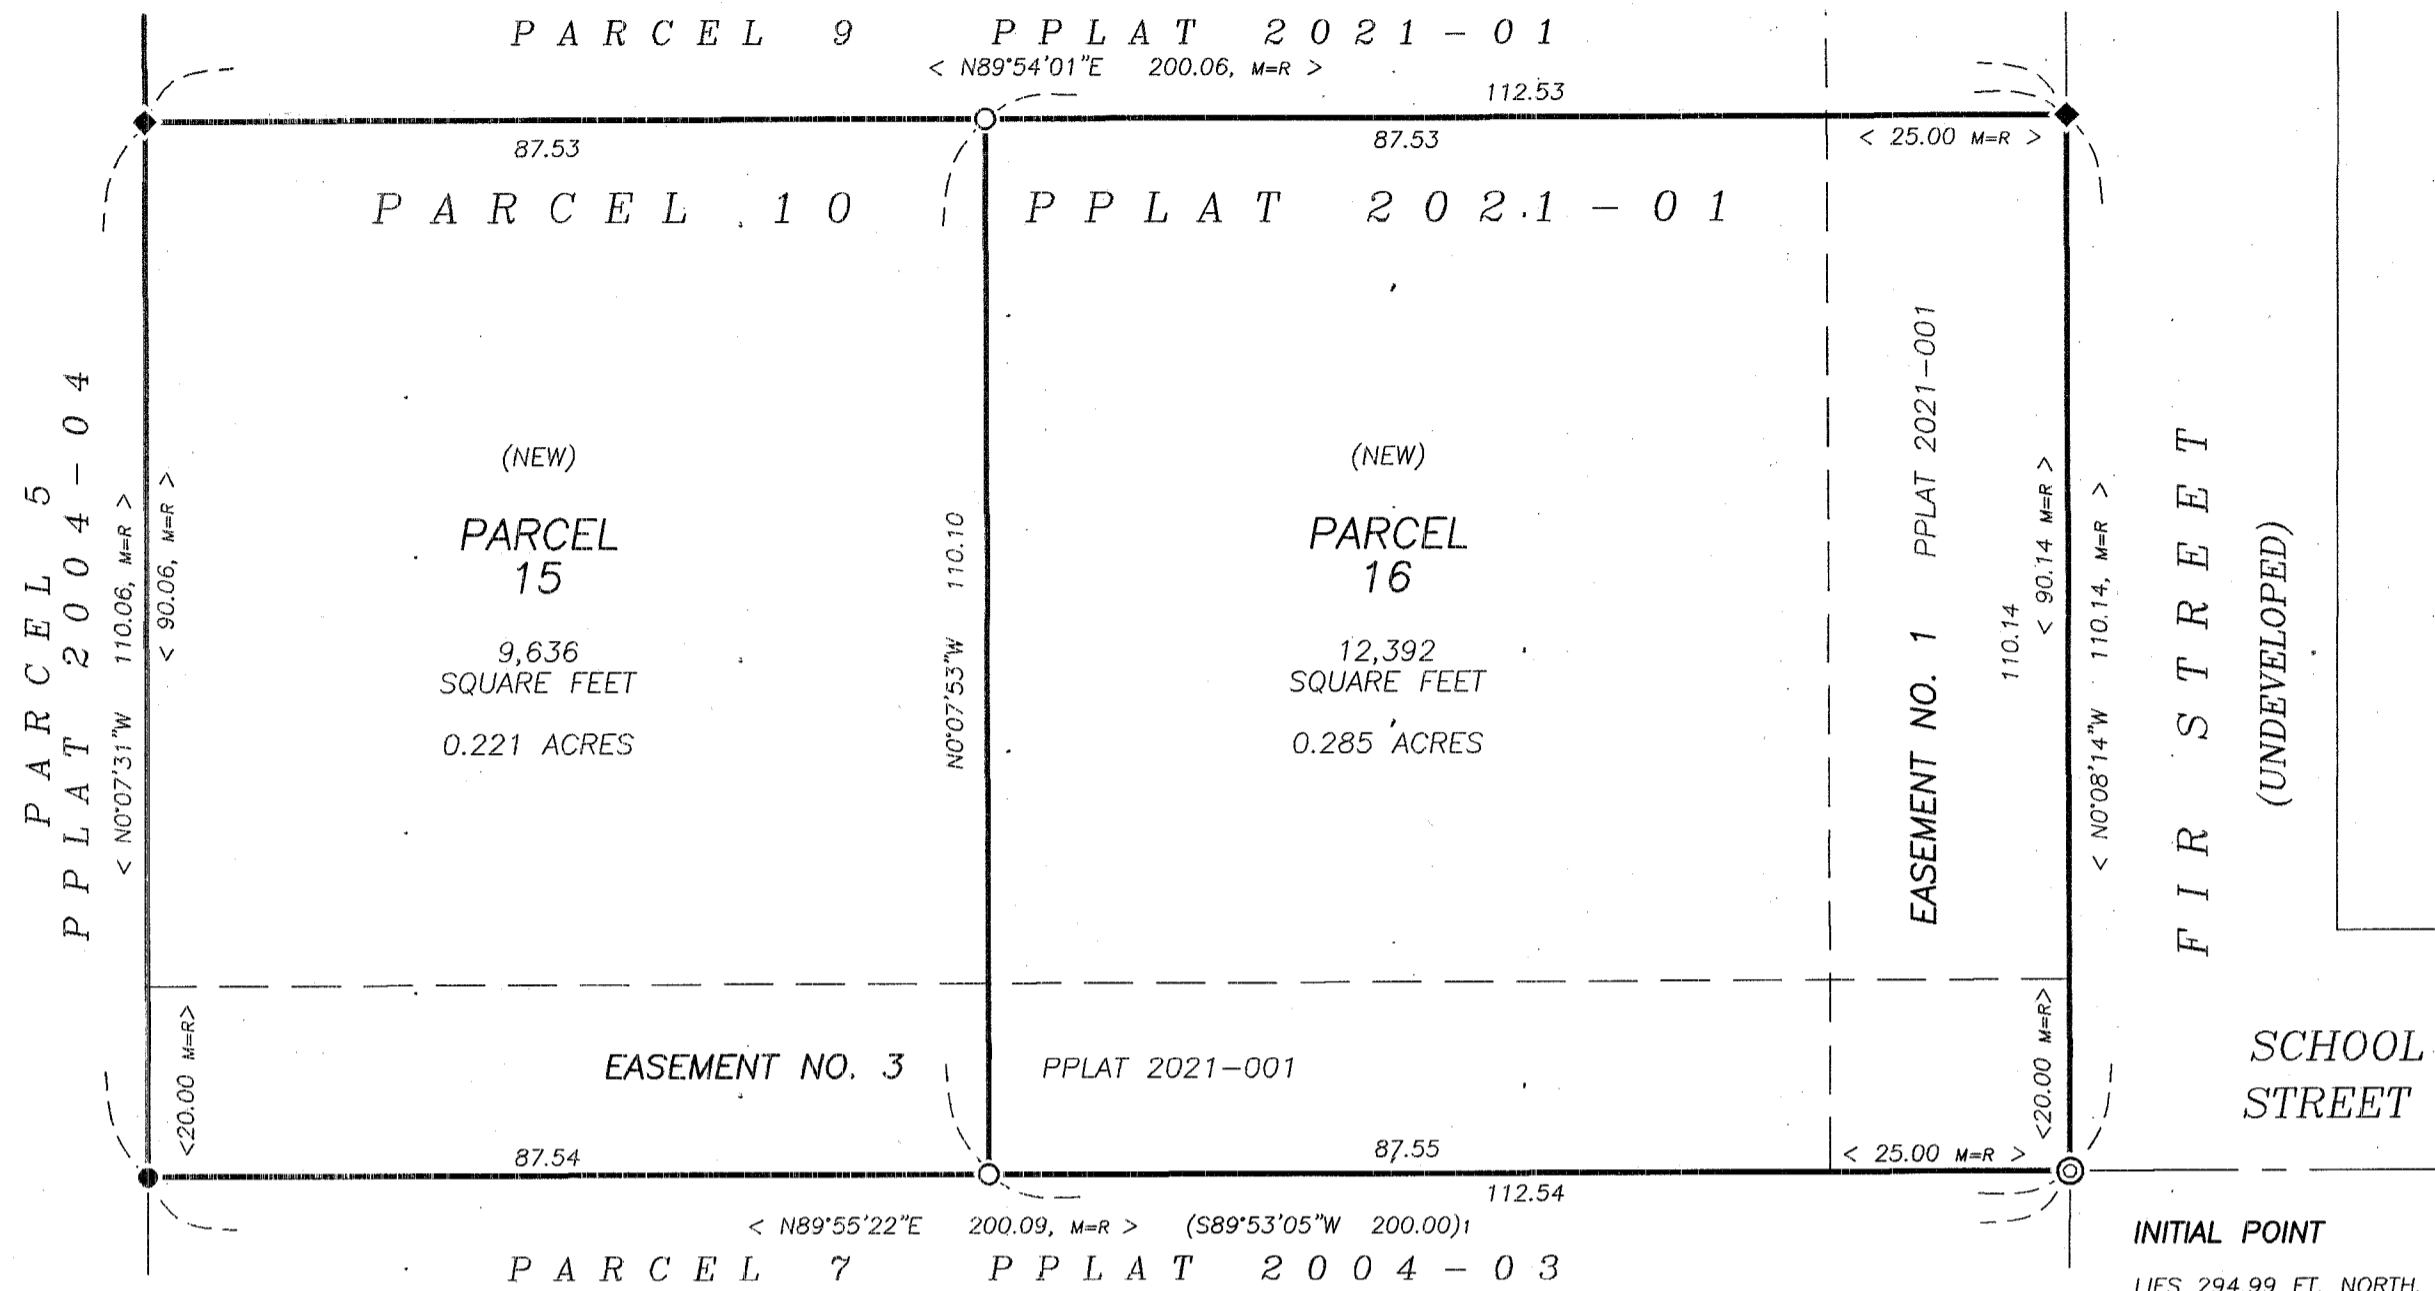 PARCEL 9 PPLAT 2021-01
< N89°54'01"E 200.06, M=R >
112.53
87.53
87.53
< 25.00 M=R >
PARCEL 10 PPLAT 2021-01
PARCEL 5
PPLAT 2004-04
< N0°07'31"W 110.06, M=R >
< 90.06, M=R >
(NEW)
PARCEL
15
9,636
SQUARE FEET
0.221 ACRES
N0°07'53"W 110.10
(NEW)
PARCEL
16
12,392
SQUARE FEET
0.285 ACRES
EASEMENT NO. 1 PPLAT 2021-001
110.14
< 90.14 M=R >
< N0°08'14"W 110.14, M=R >
FIR STREET
(UNDEVELOPED)
<20.00 M=R>
EASEMENT NO. 3 PPLAT 2021-001
<20.00 M=R>
SCHOOL
STREET
87.54
87.55
< 25.00 M=R >
112.54
< N89°55'22"E 200.09, M=R > (S89°53'05"W 200.00)1
PARCEL 7 PPLAT 2004-03
INITIAL POINT
LIES 294.99 FT. NORTH,